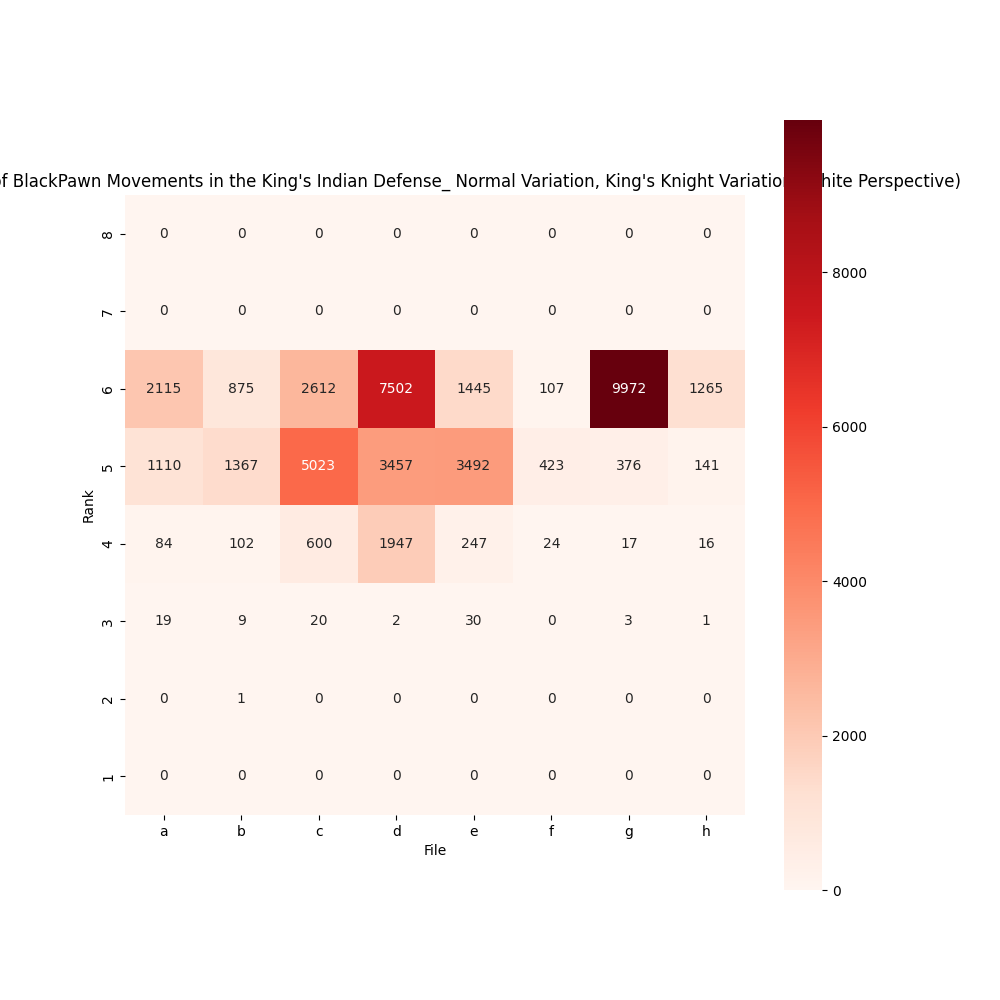 of BlackPawn Movements in the King's Indian Defense_ Normal Variation, King's Knight Variation hite Perspective)
8 0 0 0 0 0 0 0 0
7 0 0 0 0 0 0 0 0
6 2115 875 2612 7502 1445 107 9972 1265
5 1110 1367 5023 3457 3492 423 376 141
4 84 102 600 1947 247 24 17 16
3 19 9 20 2 30 0 3 1
2 0 1 0 0 0 0 0 0
1 0 0 0 0 0 0 0 0
a b c d e f g h
File
Rank
8000
6000
4000
2000
0